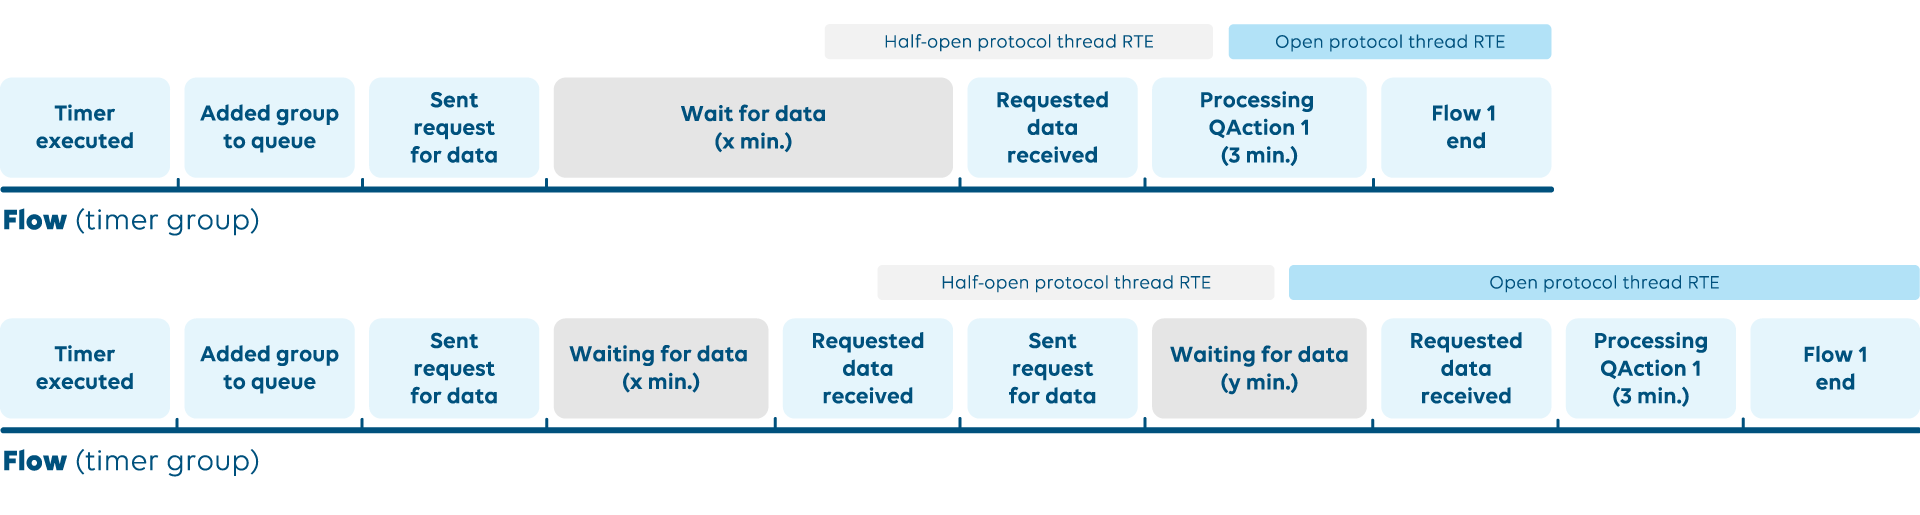 Half-open protocol thread RTE
Open protocol thread RTE
Timer
executed
Added group
to queue
Sent
request
for data
Wait for data
(x min.)
Requested
data
received
Processing
QAction 1
(3 min.)
Flow 1
end
Flow (timer group)
Half-open protocol thread RTE
Open protocol thread RTE
Timer
executed
Added group
to queue
Sent
request
for data
Waiting for data
(x min.)
Requested
data
received
Sent
request
for data
Waiting for data
(y min.)
Requested
data
received
Processing
QAction 1
(3 min.)
Flow 1
end
Flow (timer group)